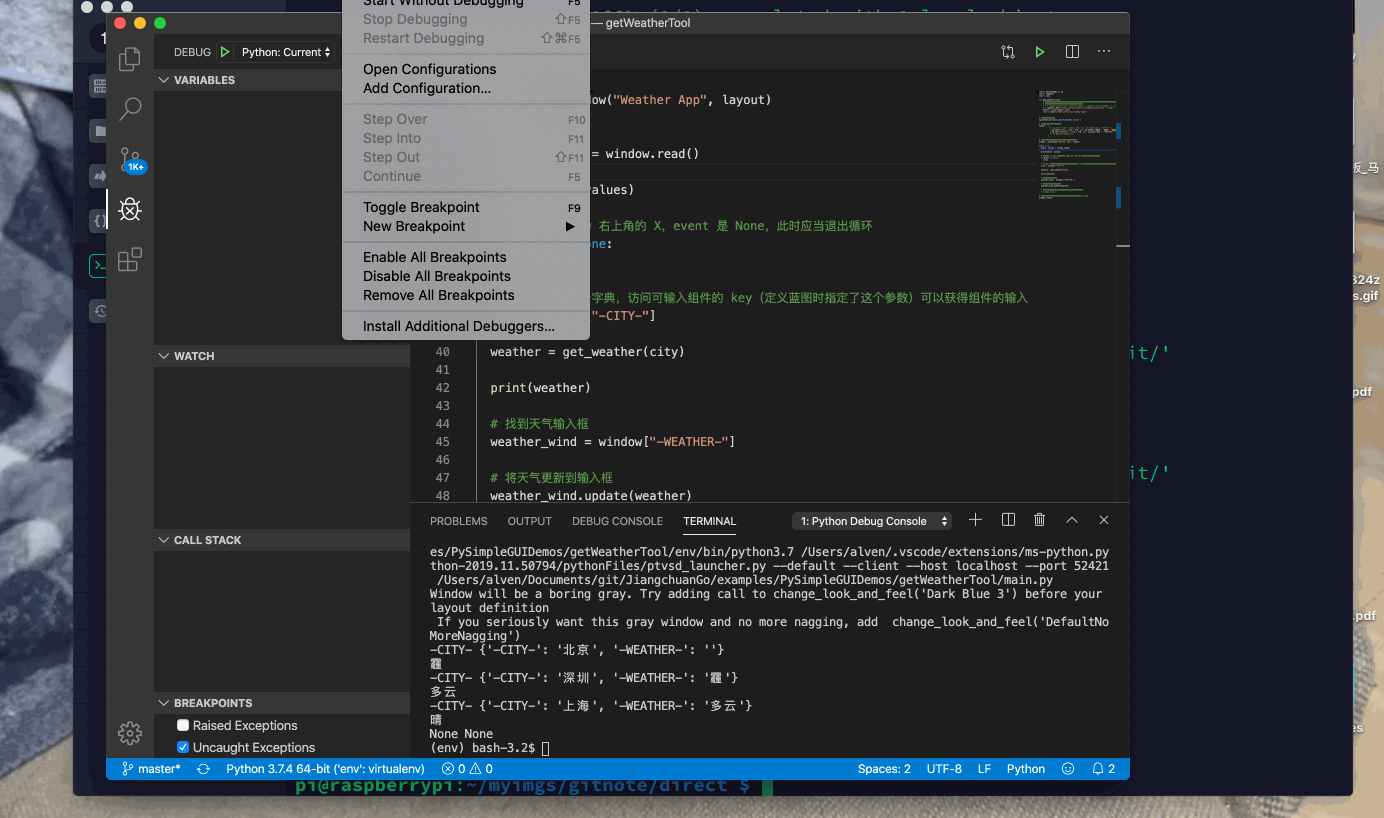 — getWeatherTool
DEBUG
Python: Current
VARIABLES
WATCH
CALL STACK
BREAKPOINTS
Raised Exceptions
Uncaught Exceptions
1K+
Start Without Debugging F5
Stop Debugging ⇧F5
Restart Debugging ⇧⌘F5
Open Configurations
Add Configuration...
Step Over F10
Step Into F11
Step Out ⇧F11
Continue F5
Toggle Breakpoint F9
New Breakpoint
Enable All Breakpoints
Disable All Breakpoints
Remove All Breakpoints
Install Additional Debuggers...
("Weather App", layout)
= window.read()
values)
右上角的 X，event 是 None，此时应当退出循环
one:
字典，访问可输入组件的 key（定义蓝图时指定了这个参数）可以获得组件的输入
"-CITY-"]
40 weather = get_weather(city)
41
42 print(weather)
43
44 # 找到天气输入框
45 weather_wind = window["-WEATHER-"]
46
47 # 将天气更新到输入框
48 weather_wind.update(weather)
PROBLEMS OUTPUT DEBUG CONSOLE TERMINAL 1: Python Debug Console
es/PySimpleGUIDemos/getWeatherTool/env/bin/python3.7 /Users/alven/.vscode/extensions/ms-python.py
thon-2019.11.50794/pythonFiles/ptvsd_launcher.py --default --client --host localhost --port 52421
/Users/alven/Documents/git/JiangchuanGo/examples/PySimpleGUIDemos/getWeatherTool/main.py
Window will be a boring gray. Try adding call to change_look_and_feel('Dark Blue 3') before your
layout definition
If you seriously want this gray window and no more nagging, add  change_look_and_feel('DefaultNo
MoreNagging')
-CITY- {'-CITY-': '北京', '-WEATHER-': ''}
霾
-CITY- {'-CITY-': '深圳', '-WEATHER-': '霾'}
多云
-CITY- {'-CITY-': '上海', '-WEATHER-': '多云'}
晴
None None
(env) bash-3.2$
master* Python 3.7.4 64-bit ('env': virtualenv) 0 0 Spaces: 2 UTF-8 LF Python 2
pi@raspberrypi:~/myimgs/gitnote/direct $
it/'
it/'
板_马
324z
s.gif
pdf
.pdf
es